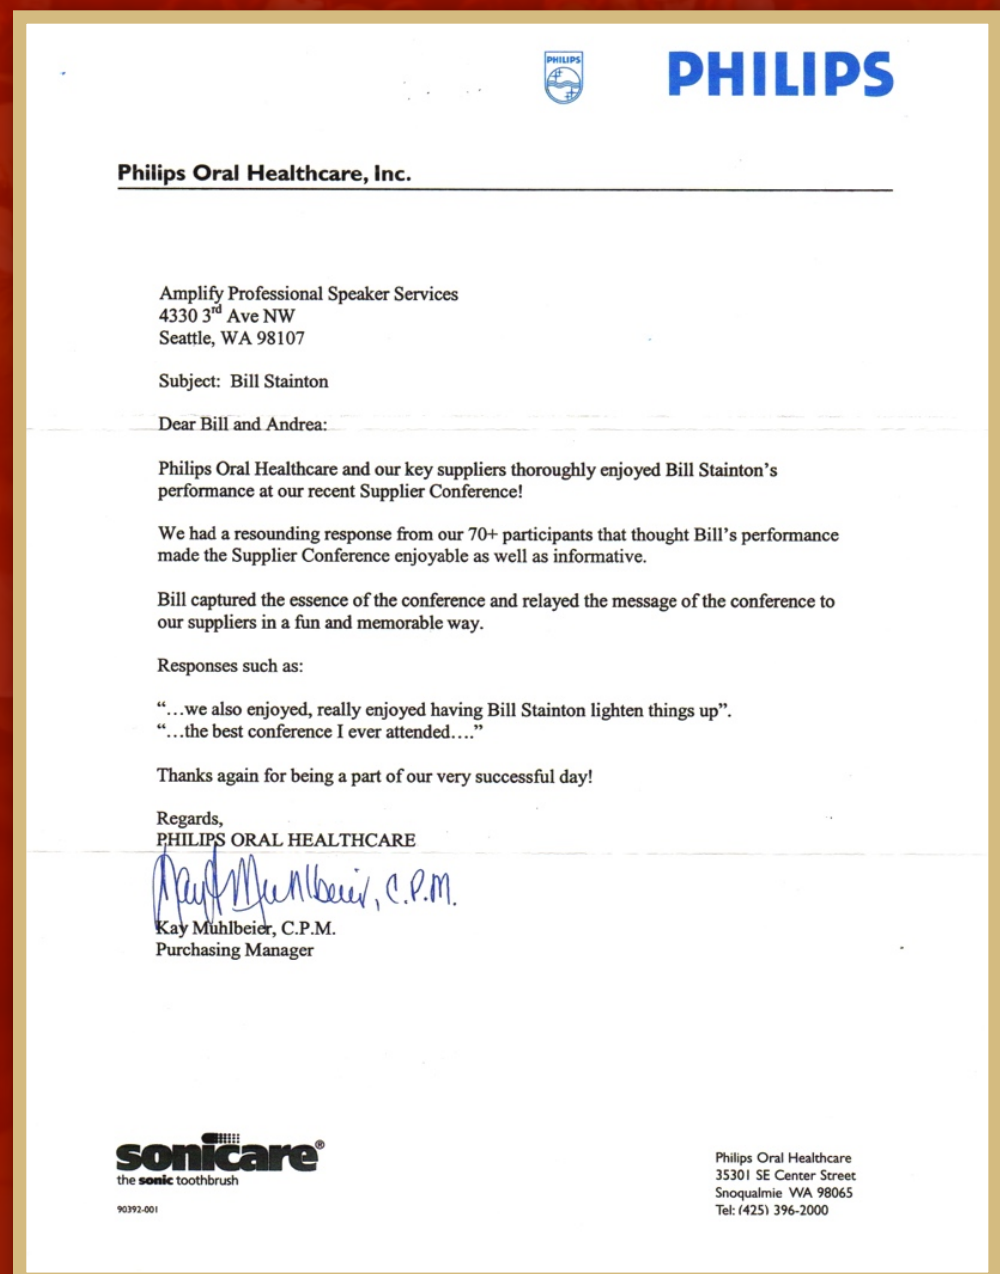 PHILIPS
PHILIPS
Philips Oral Healthcare, Inc.
Amplify Professional Speaker Services
4330 3rd Ave NW
Seattle, WA 98107
Subject: Bill Stainton
Dear Bill and Andrea:
Philips Oral Healthcare and our key suppliers thoroughly enjoyed Bill Stainton's
performance at our recent Supplier Conference!
We had a resounding response from our 70+ participants that thought Bill's performance
made the Supplier Conference enjoyable as well as informative.
Bill captured the essence of the conference and relayed the message of the conference to
our suppliers in a fun and memorable way.
Responses such as:
“…we also enjoyed, really enjoyed having Bill Stainton lighten things up”.
“…the best conference I ever attended….”
Thanks again for being a part of our very successful day!
Regards,
PHILIPS ORAL HEALTHCARE
Kay Muhlbeier, C.P.M.
Kay Muhlbeier, C.P.M.
Purchasing Manager
sonicare®
the sonic toothbrush
90392-001
Philips Oral Healthcare
35301 SE Center Street
Snoqualmie WA 98065
Tel: (425) 396-2000